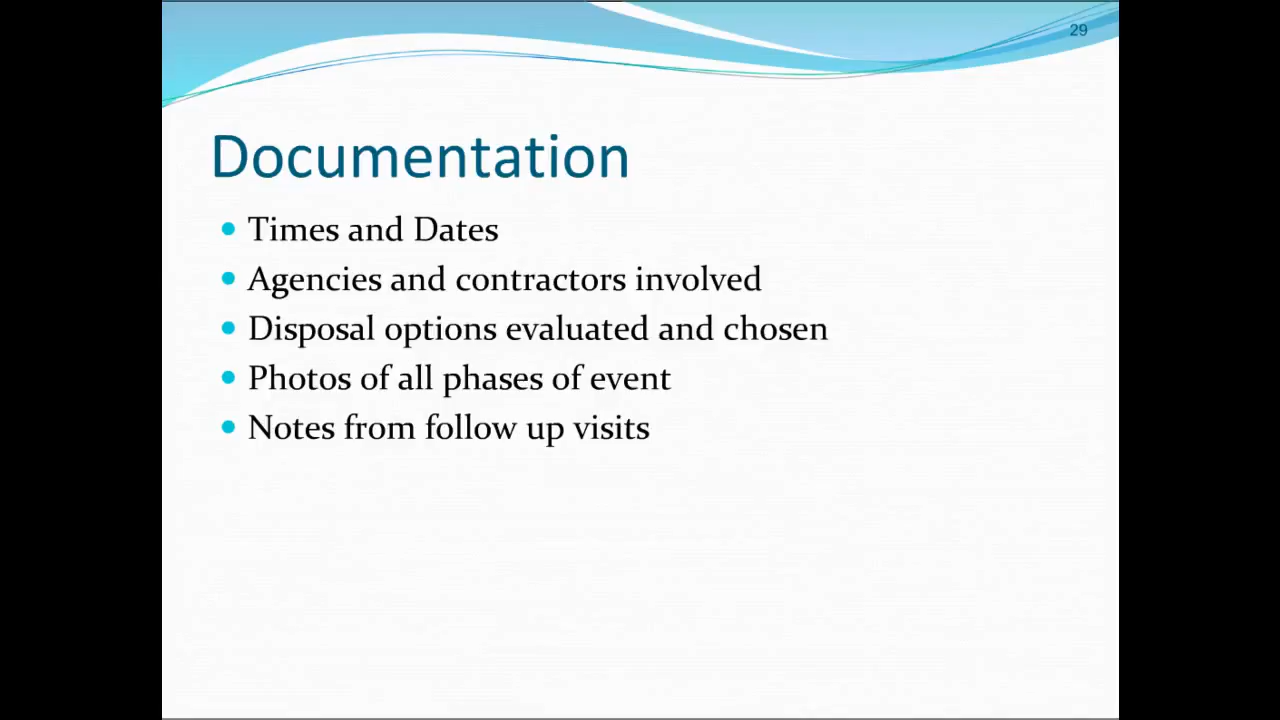 29
Documentation
Times and Dates
Agencies and contractors involved
Disposal options evaluated and chosen
Photos of all phases of event
Notes from follow up visits